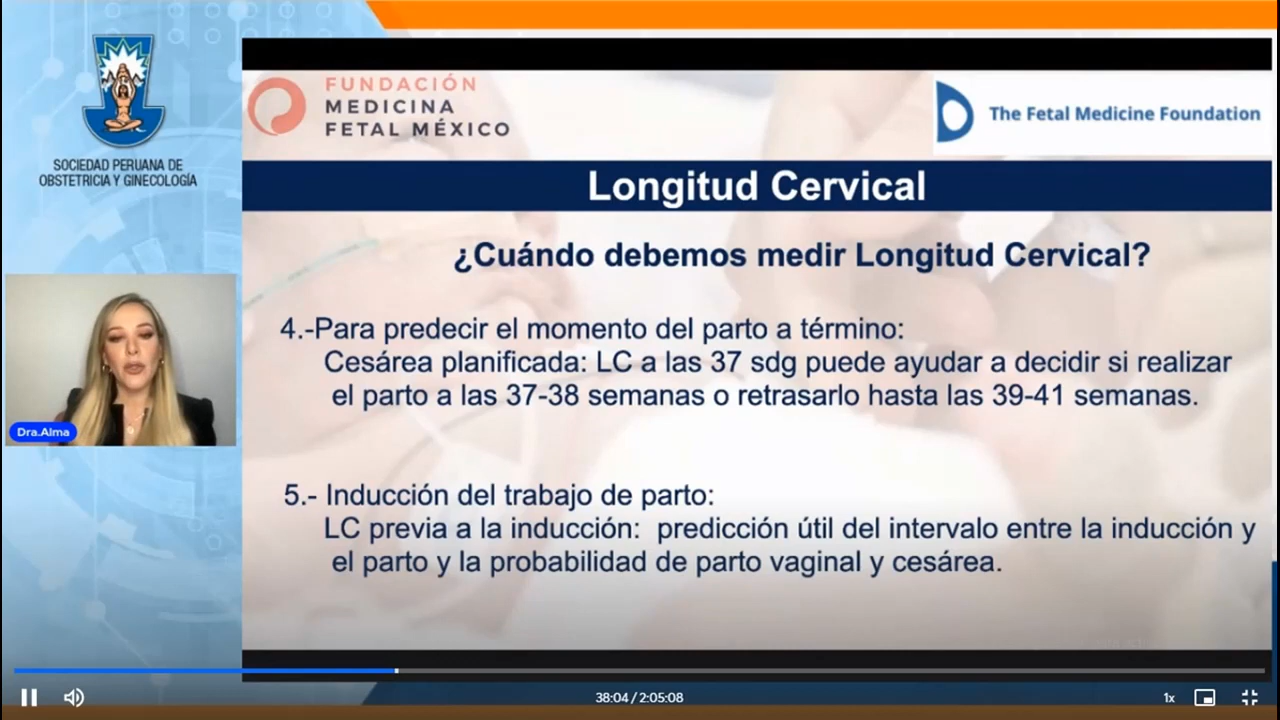 SOCIEDAD PERUANA DE
OBSTETRICIA Y GINECOLOGÍA
FUNDACIÓN
MEDICINA
FETAL MÉXICO
The Fetal Medicine Foundation
Longitud Cervical
¿Cuándo debemos medir Longitud Cervical?
4.-Para predecir el momento del parto a término:
Cesárea planificada: LC a las 37 sdg puede ayudar a decidir si realizar
el parto a las 37-38 semanas o retrasarlo hasta las 39-41 semanas.
Dra.Alma
5.- Inducción del trabajo de parto:
LC previa a la inducción: predicción útil del intervalo entre la inducción y
el parto y la probabilidad de parto vaginal y cesárea.
38:04 / 2:05:08
1x